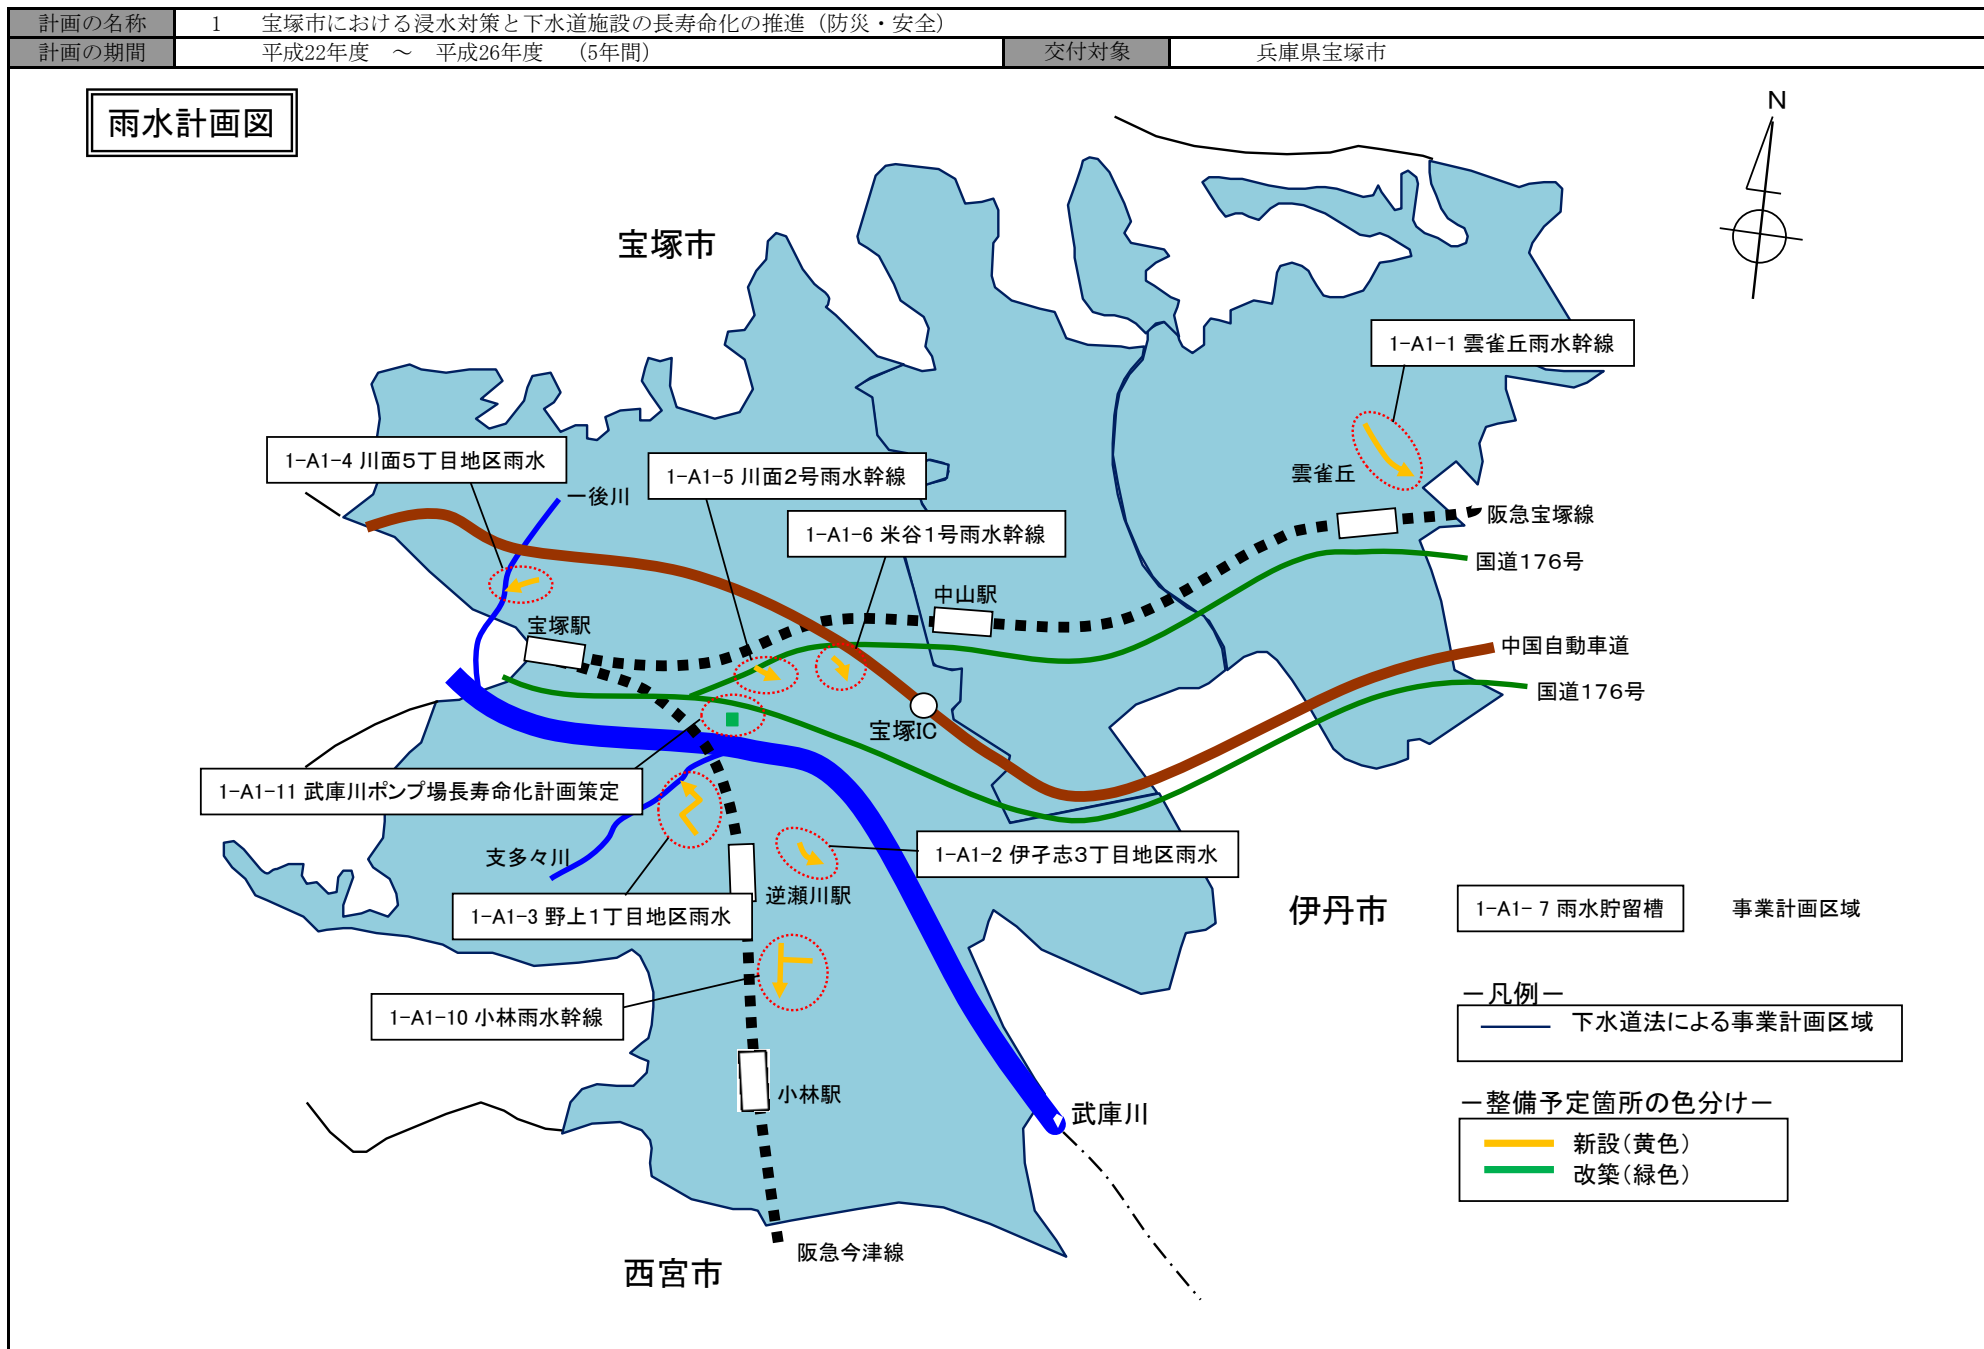 計画の名称 1 宝塚市における浸水対策と下水道施設の長寿命化の推進（防災・安全）
計画の期間 平成22年度 ～ 平成26年度 （5年間） 交付対象 兵庫県宝塚市
雨水計画図
N
宝塚市
1-A1-1 雲雀丘雨水幹線
1-A1-4 川面5丁目地区雨水
1-A1-5 川面2号雨水幹線
雲雀丘
一後川
阪急宝塚線
1-A1-6 米谷1号雨水幹線
国道176号
中山駅
宝塚駅
中国自動車道
国道176号
宝塚IC
1-A1-11 武庫川ポンプ場長寿命化計画策定
支多々川
1-A1-2 伊孑志3丁目地区雨水
逆瀬川駅
1-A1-3 野上1丁目地区雨水
伊丹市
1-A1-7 雨水貯留槽 事業計画区域
－凡例－
下水道法による事業計画区域
1-A1-10 小林雨水幹線
小林駅
武庫川
－整備予定箇所の色分け－
新設（黄色）
改築（緑色）
阪急今津線
西宮市